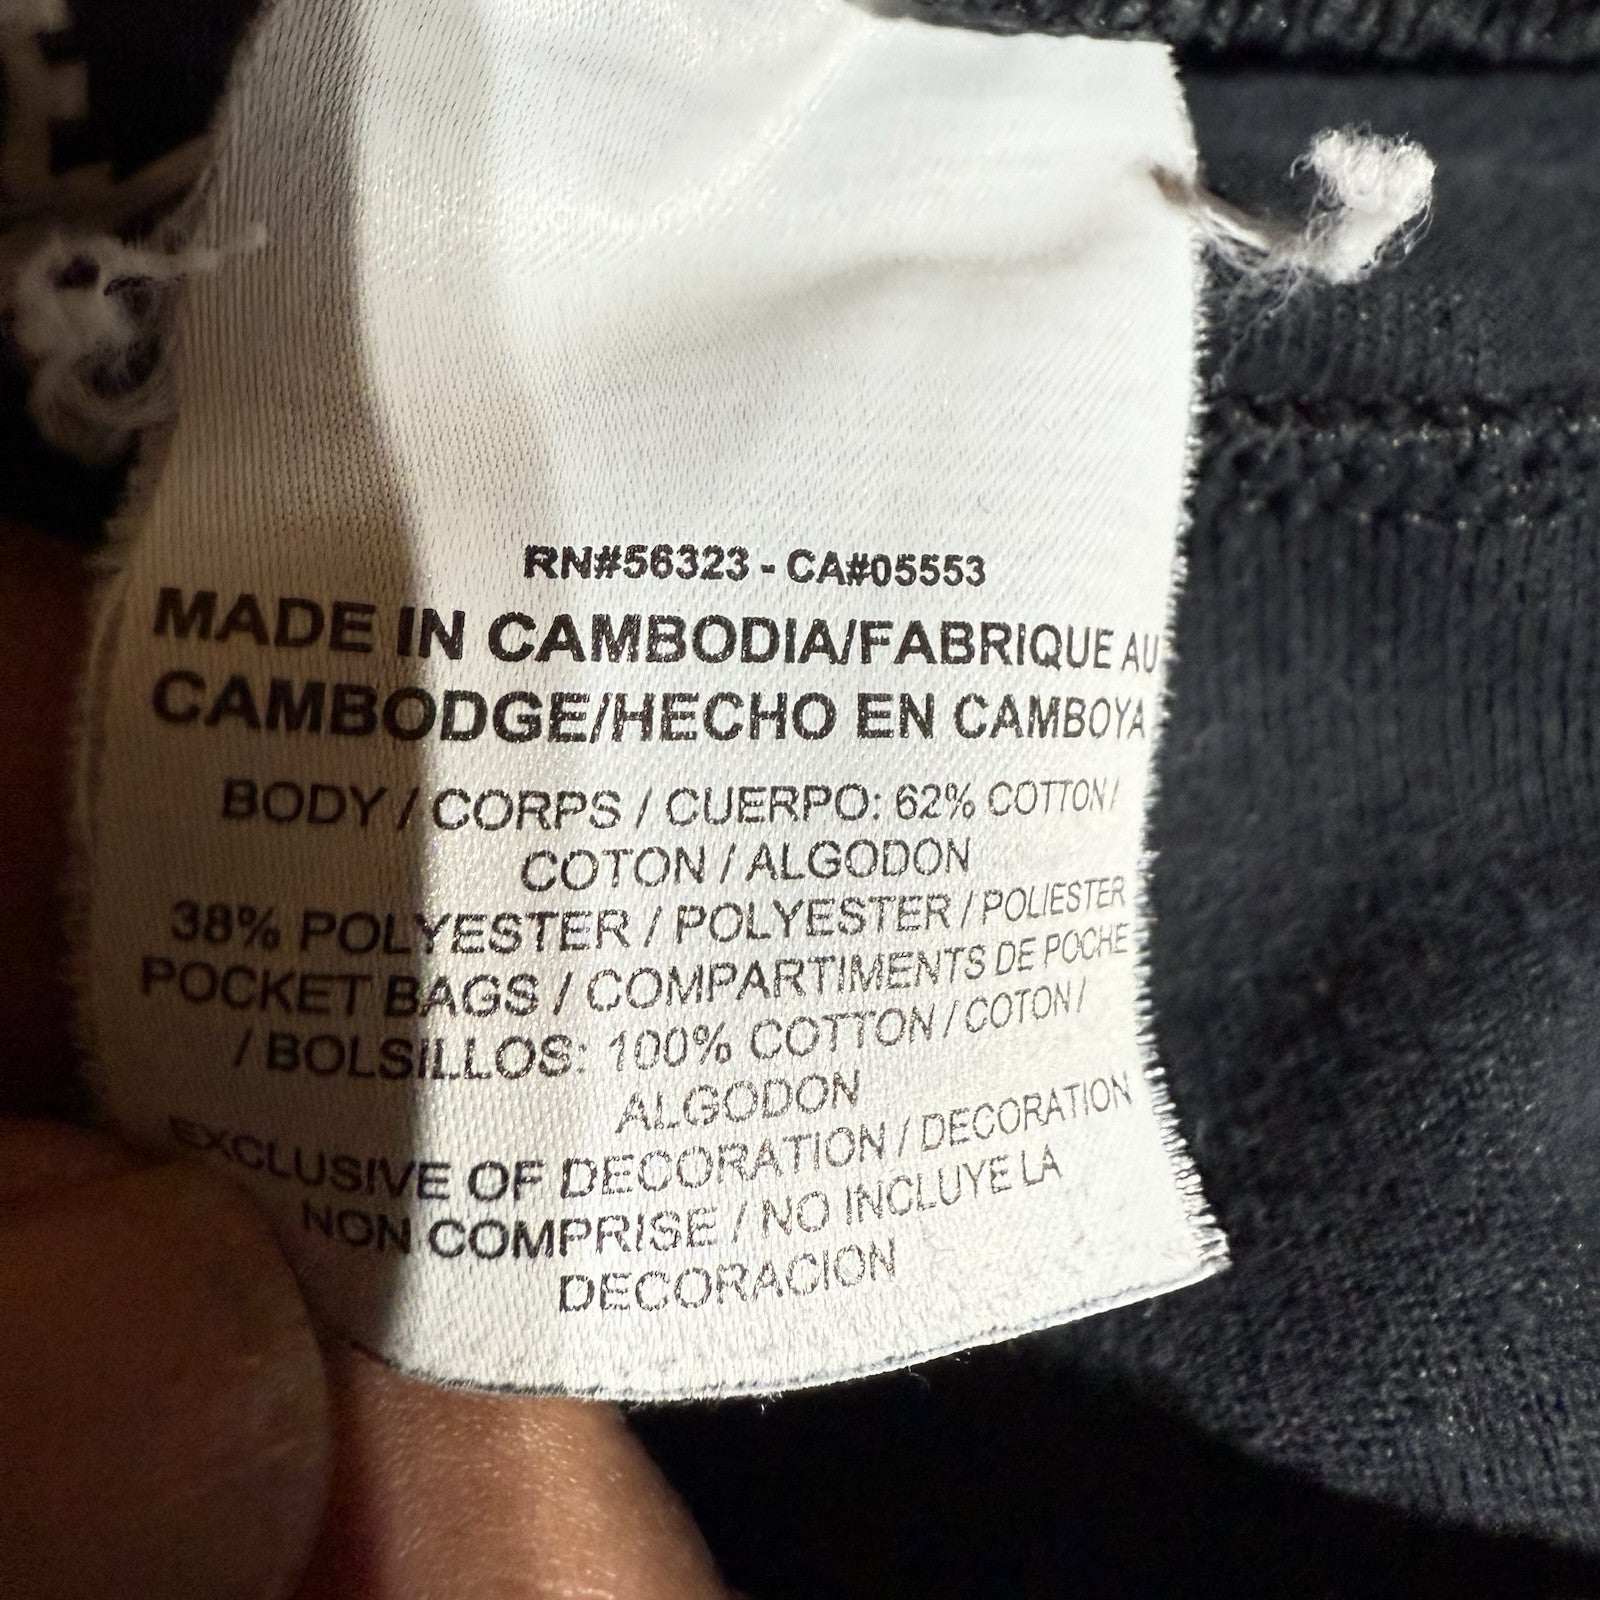 RN#56323 - CA#05553
MADE IN CAMBODIA/FABRIQUE AU
CAMBODGE/HECHO EN CAMBOYA
BODY / CORPS / CUERPO: 62% COTTON /
COTON / ALGODON
38% POLYESTER / POLYESTER / POLIESTER
POCKET BAGS / COMPARTIMENTS DE POCHE
/ BOLSILLOS: 100% COTTON / COTON /
ALGODON
EXCLUSIVE OF DECORATION / DECORATION
NON COMPRISE / NO INCLUYE LA
DECORACION